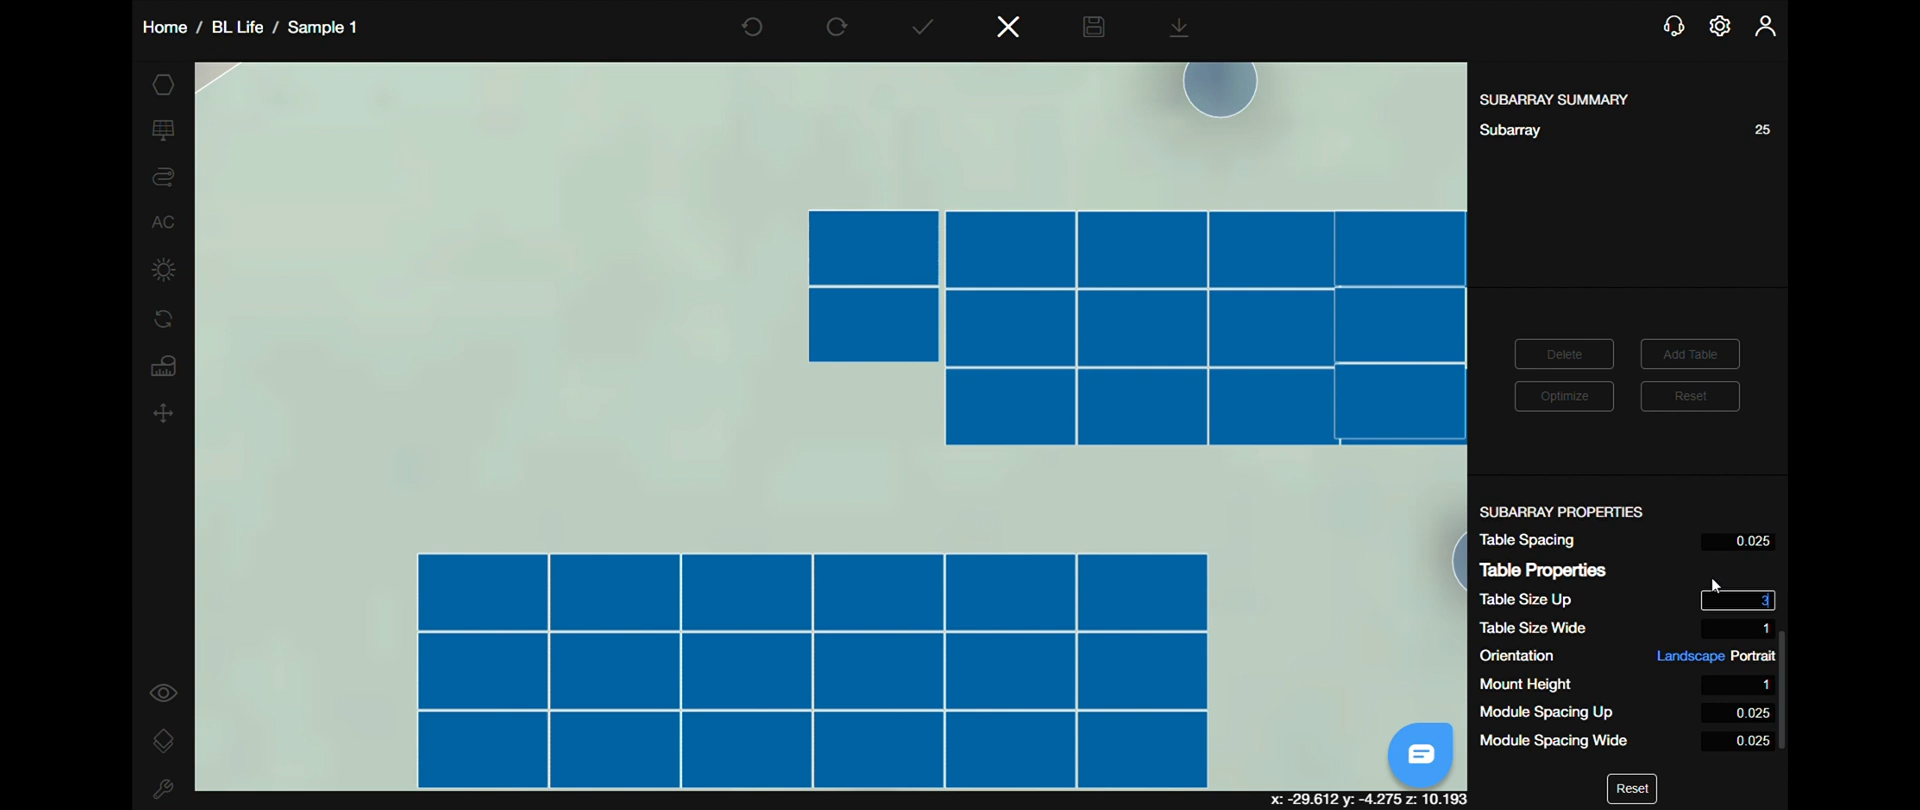 Home / BL Life / Sample 1
AC
SUBARRAY SUMMARY
Subarray 25
Delete Add Table
Optimize Reset
SUBARRAY PROPERTIES
Table Spacing 0.025
Table Properties
Table Size Up 3
Table Size Wide 1
Orientation Landscape Portrait
Mount Height 1
Module Spacing Up 0.025
Module Spacing Wide 0.025
Reset
x: -29.612 y: -4.275 z: 10.193